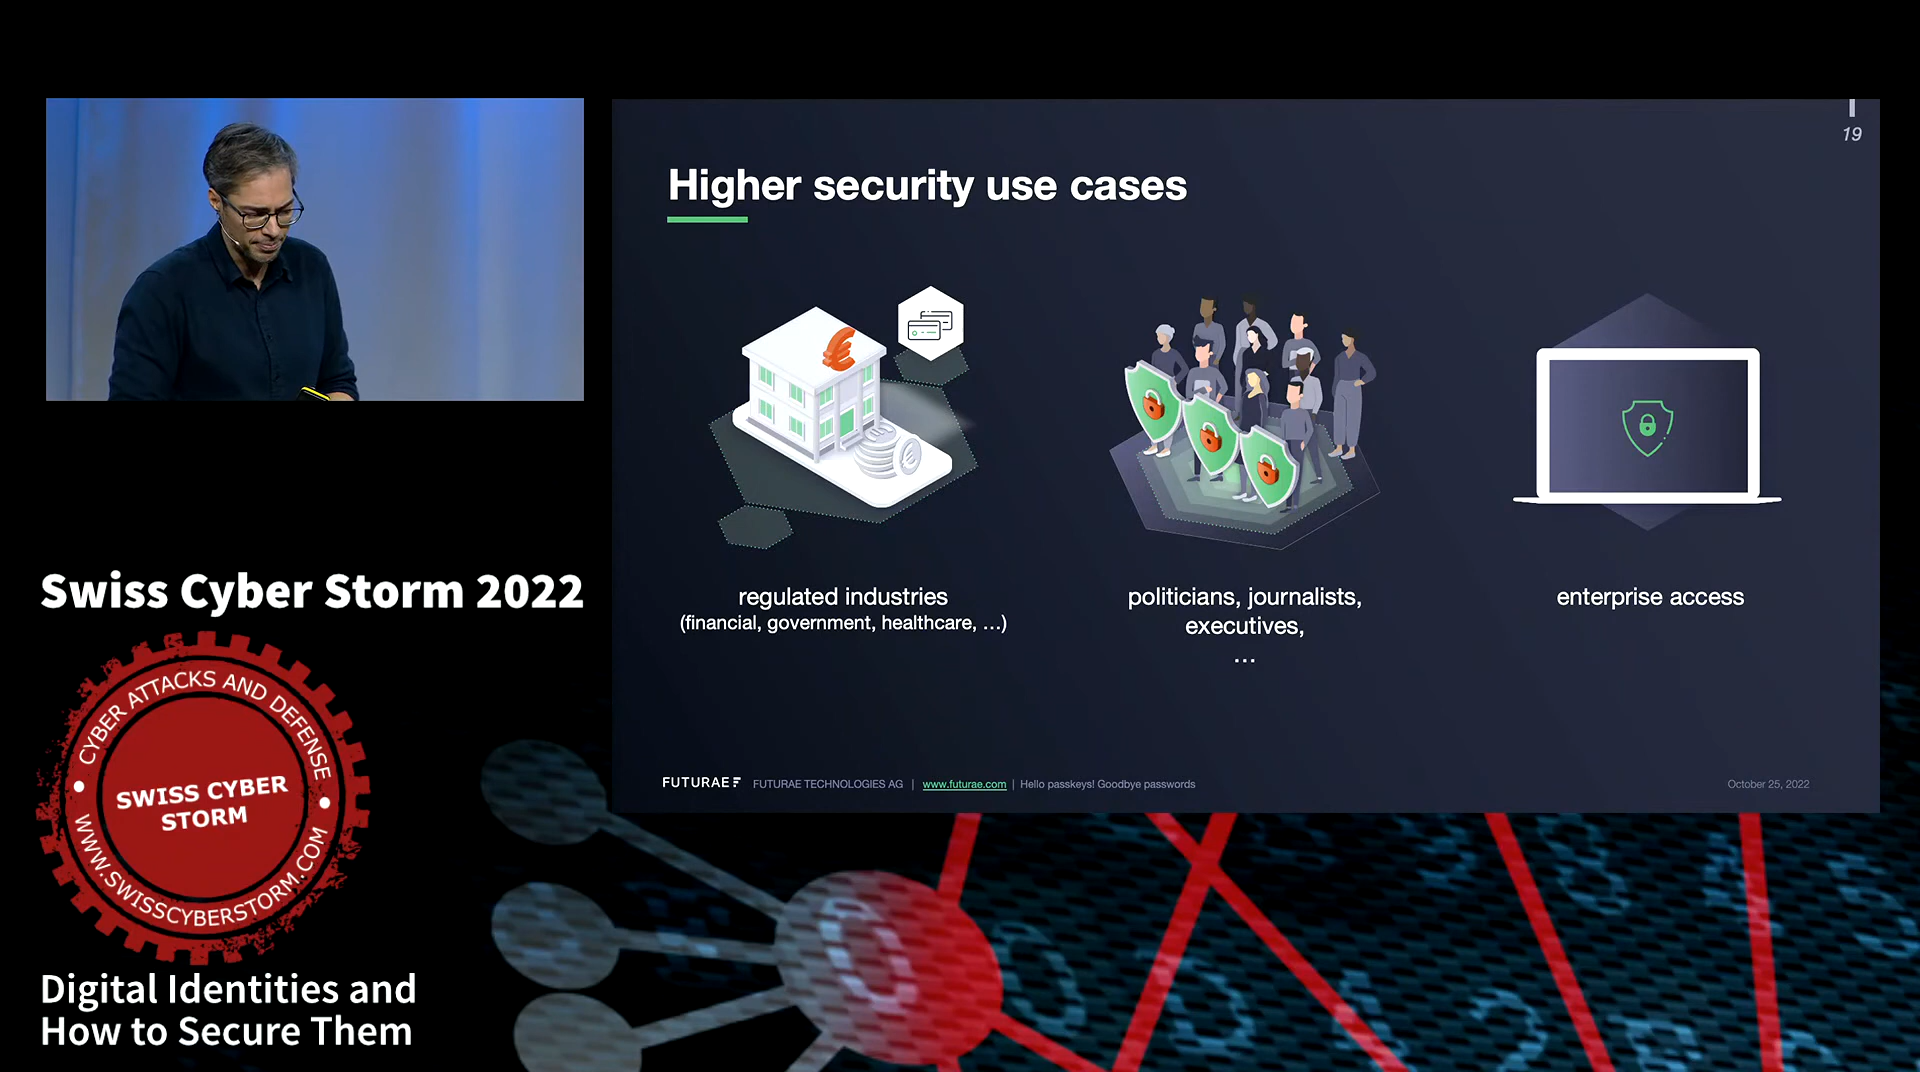 19
Higher security use cases
regulated industries
(financial, government, healthcare, ...)
politicians, journalists,
executives,
...
enterprise access
FUTURAE
FUTURAE TECHNOLOGIES AG | www.futurae.com | Hello passkeys! Goodbye passwords
October 25, 2022
Swiss Cyber Storm 2022
CYBER ATTACKS AND DEFENSE
SWISS CYBER
STORM
WWW.SWISSCYBERSTORM.COM
Digital Identities and
How to Secure Them